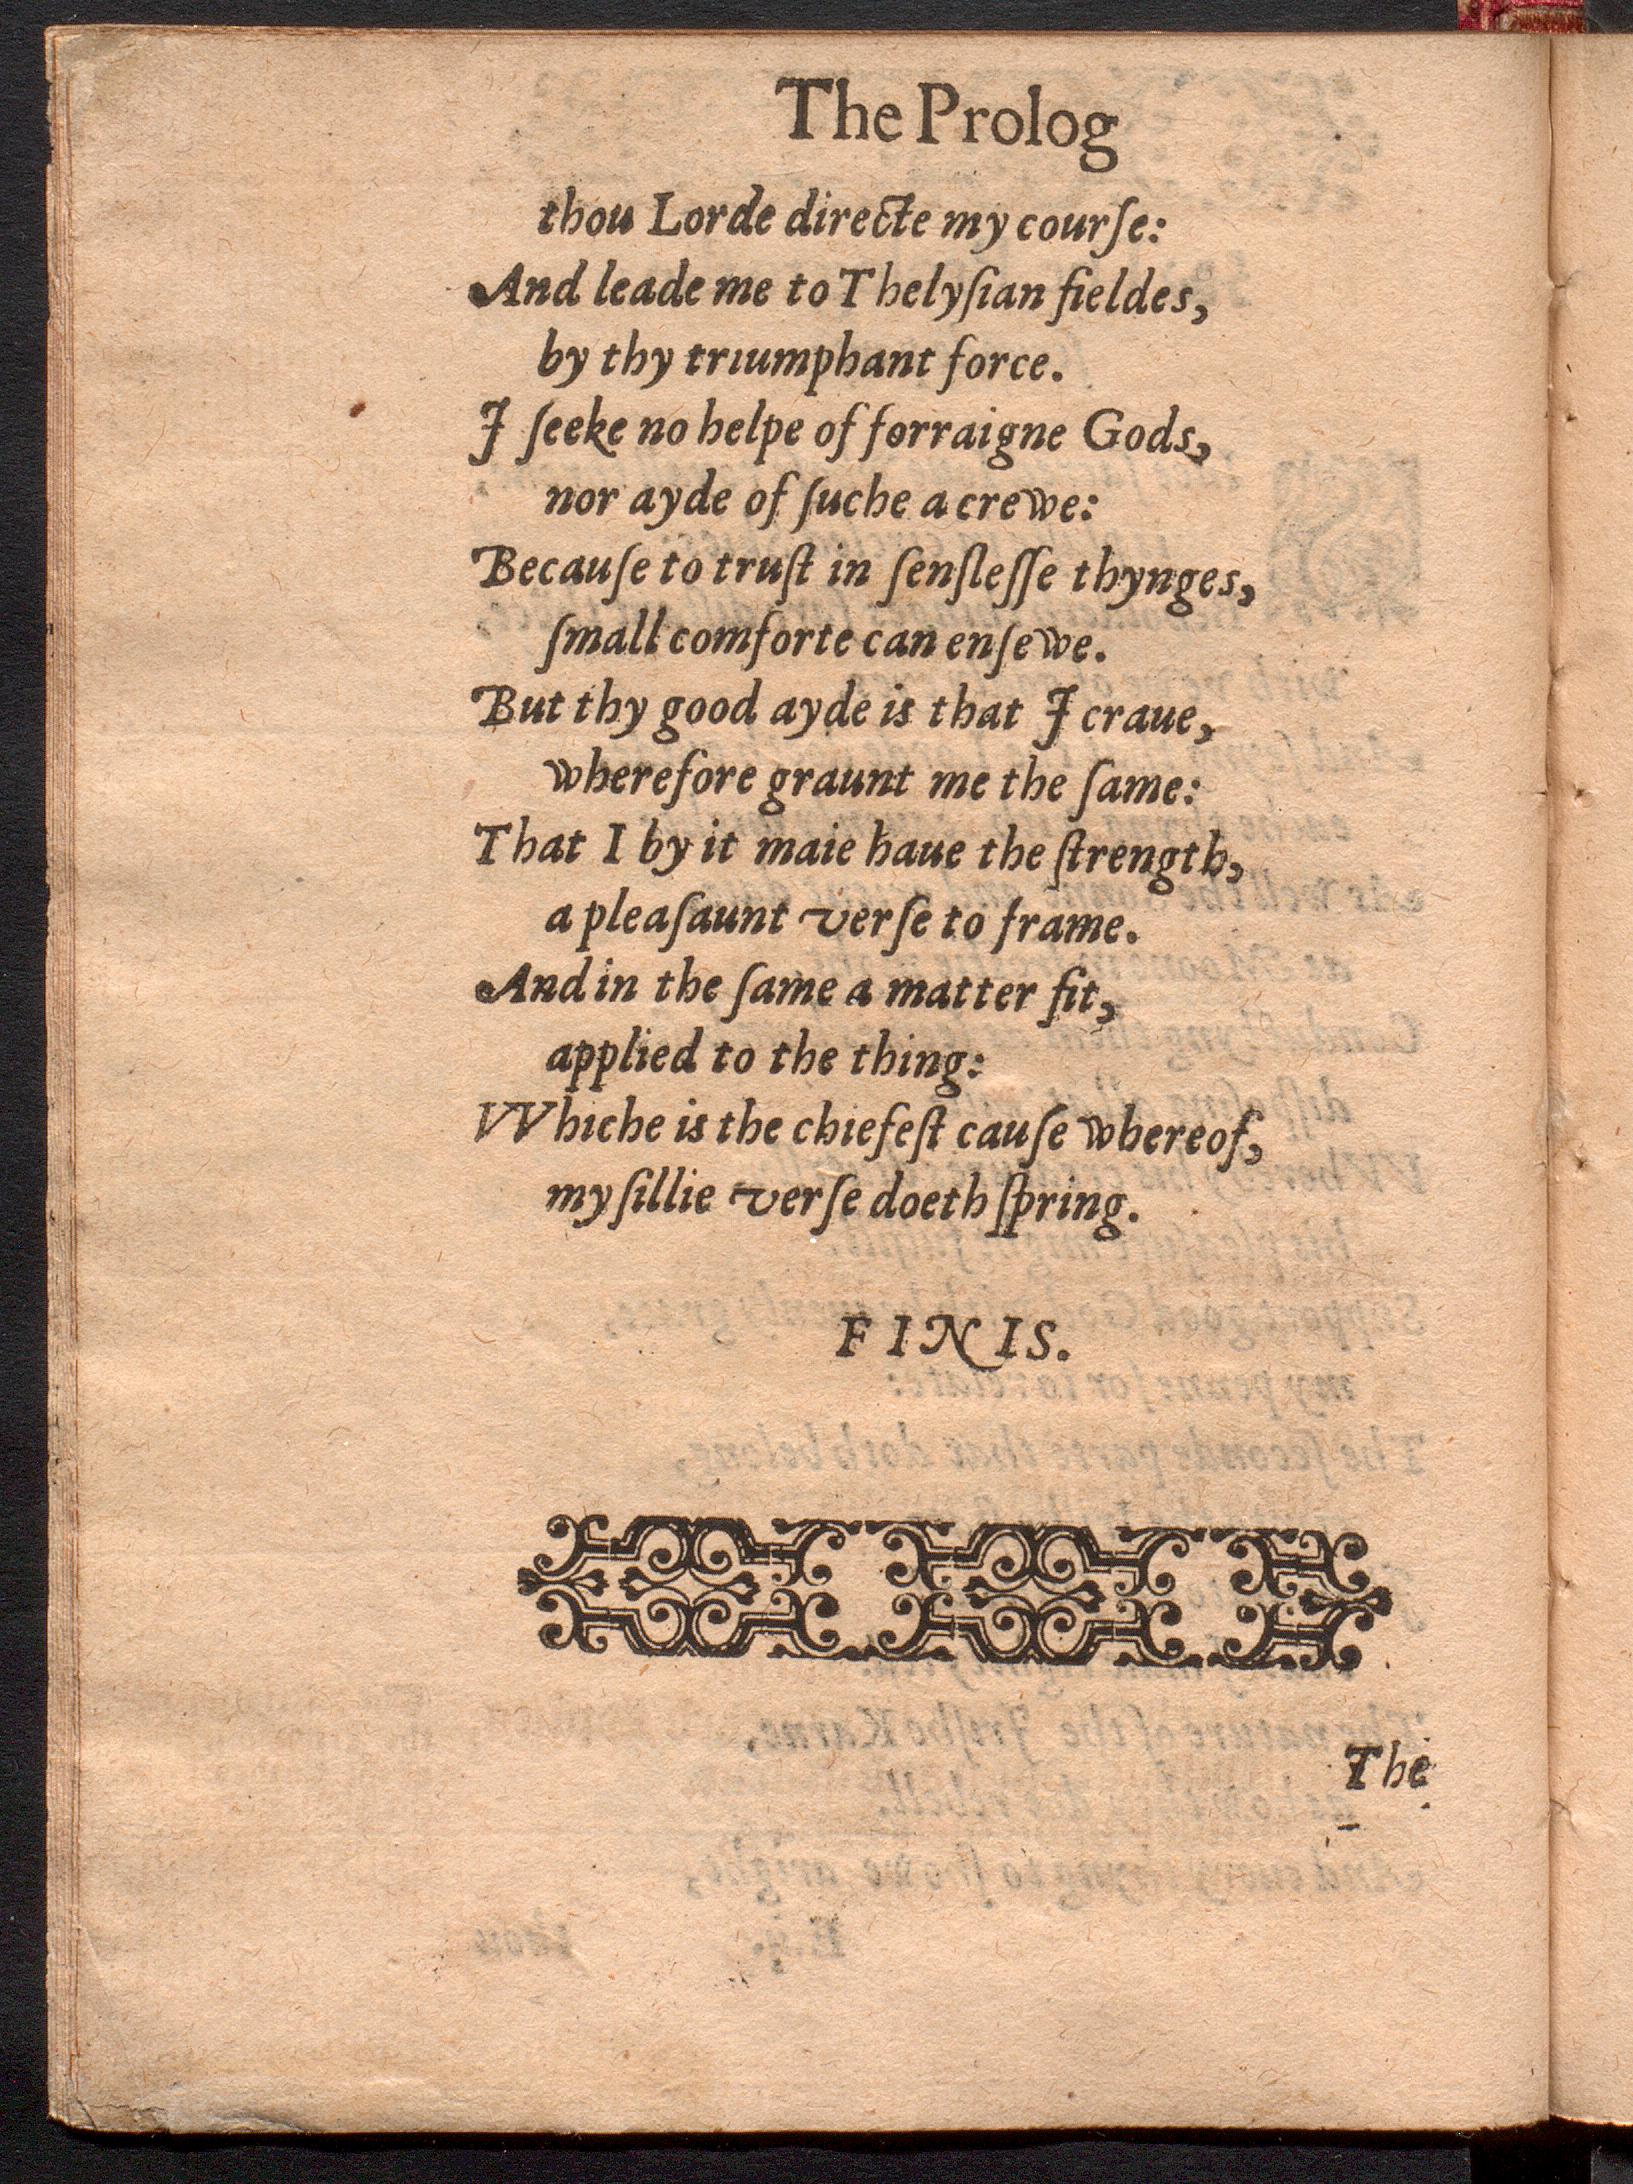 The Prolog
thou Lorde directe my courſe:
And leade me to Thelyſian fieldes,
by thy triumphant force.
I ſeeke no helpe of forraigne Gods,
nor ayde of ſuche a crewe:
Becauſe to truſt in ſenſleſſe thynges,
ſmall comforte can enſewe.
But thy good ayde is that I craue,
wherefore graunt me the ſame:
That I by it maie haue the ſtrength,
a pleaſaunt verſe to frame.
And in the ſame a matter fit,
applied to the thing:
VVhiche is the chiefeſt cauſe whereof,
my ſillie verſe doeth ſpring.
FINIS.
The